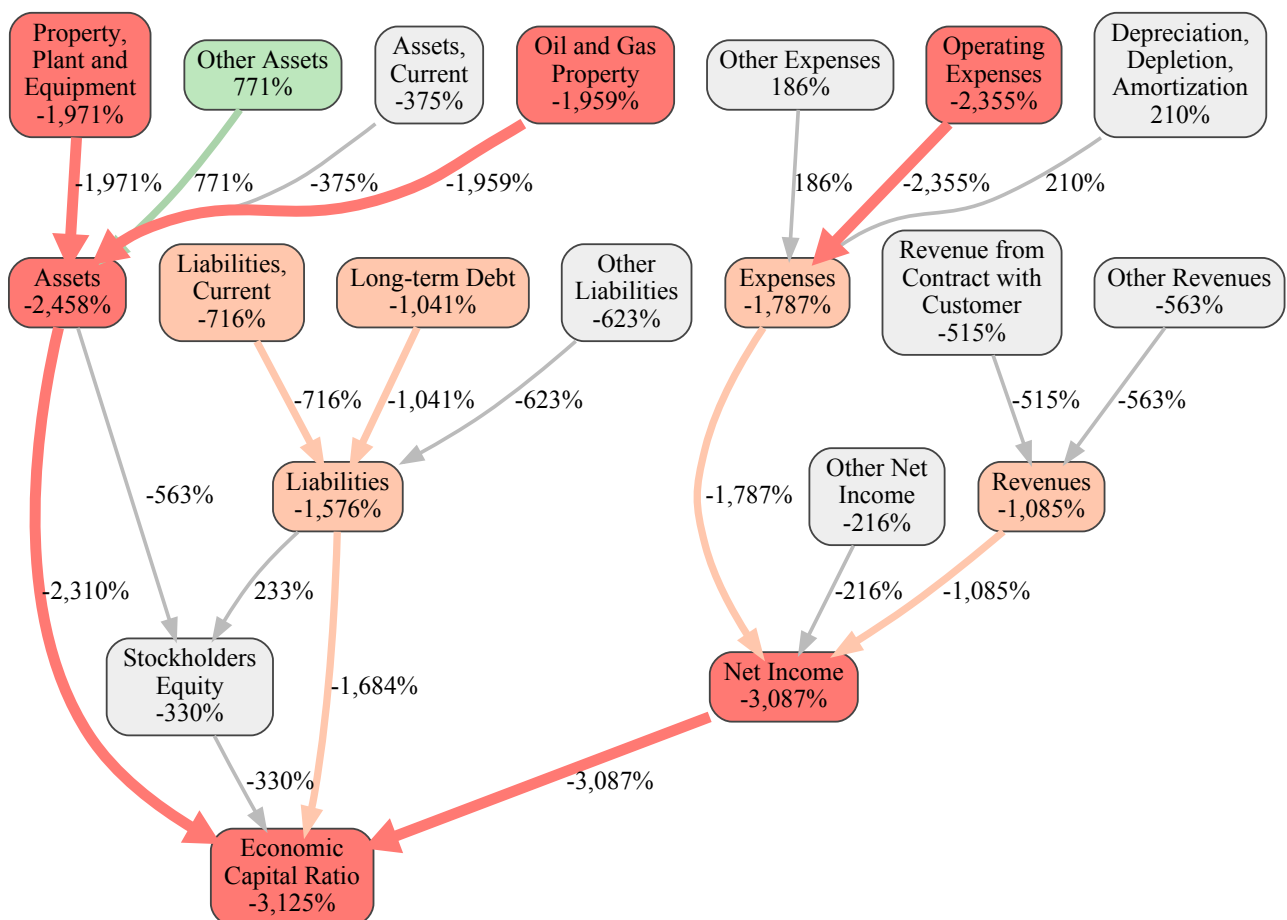 Property,
Plant and
Equipment
-1,971%
Other Assets
771%
Assets,
Current
-375%
Oil and Gas
Property
-1,959%
Other Expenses
186%
Operating
Expenses
-2,355%
Depreciation,
Depletion,
Amortization
210%
-1,971%
771%
-375%
-1,959%
186%
-2,355%
210%
Assets
-2,458%
Liabilities,
Current
-716%
Long-term Debt
-1,041%
Other
Liabilities
-623%
Expenses
-1,787%
Revenue from
Contract with
Customer
-515%
Other Revenues
-563%
-716%
-1,041%
-623%
-515%
-563%
-563%
Liabilities
-1,576%
-1,787%
Other Net
Income
-216%
Revenues
-1,085%
-2,310%
233%
-216%
-1,085%
Stockholders
Equity
-330%
-1,684%
Net Income
-3,087%
-330%
-3,087%
Economic
Capital Ratio
-3,125%